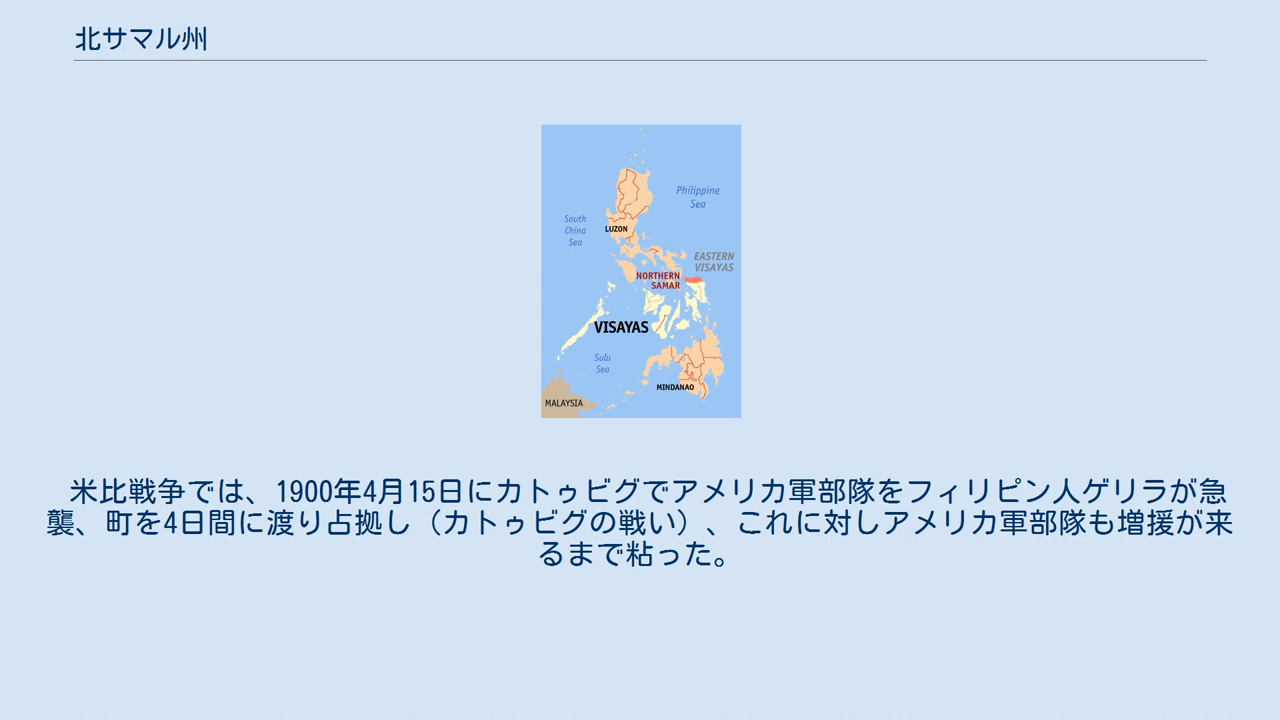 北サマル州
Philippine
Sea
South
China
Sea
LUZON
EASTERN
VISAYAS
NORTHERN
SAMAR
VISAYAS
Sulu
Sea
MINDANAO
MALAYSIA
米比戦争では、1900年4月15日にカトゥビグでアメリカ軍部隊をフィリピン人ゲリラが急
襲、町を4日間に渡り占拠し（カトゥビグの戦い）、これに対しアメリカ軍部隊も増援が来
るまで粘った。